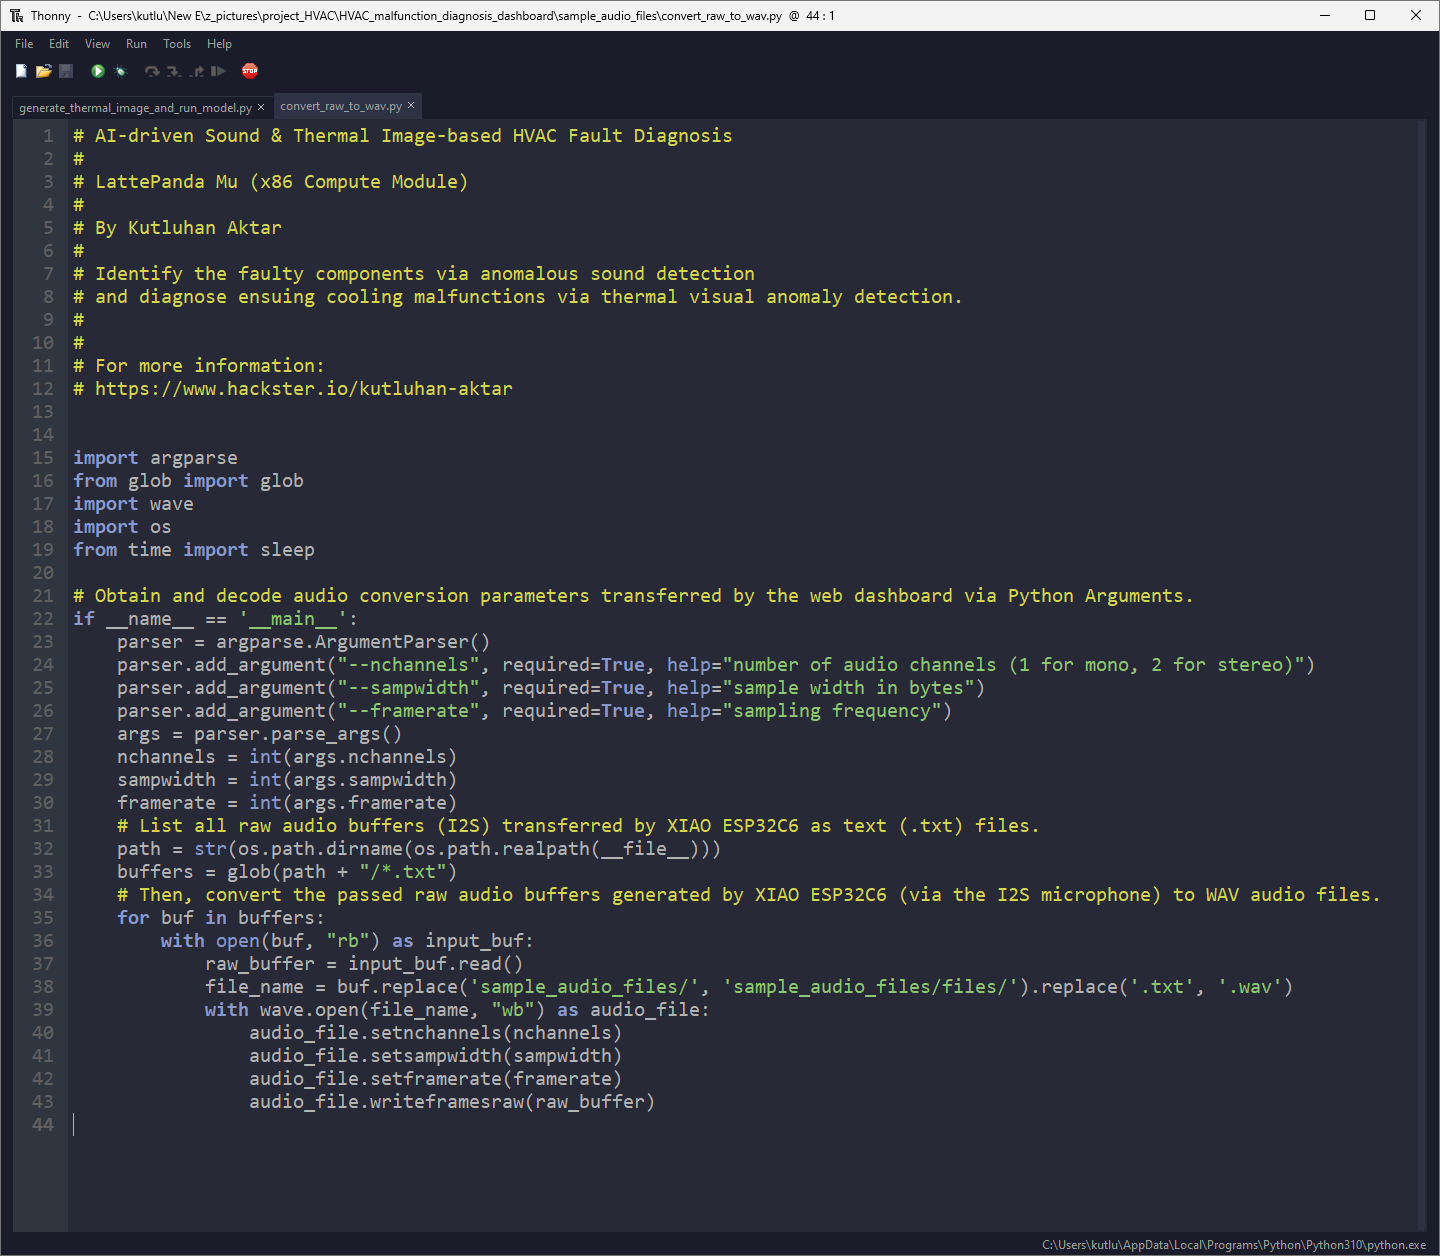 Thonny - C:\Users\kutlu\New E\z_pictures\project_HVAC\HVAC_malfunction_diagnosis_dashboard\sample_audio_files\convert_raw_to_wav.py @ 44 : 1
File Edit View Run Tools Help
STOP
generate_thermal_image_and_run_model.py × convert_raw_to_wav.py ×
1 # AI-driven Sound & Thermal Image-based HVAC Fault Diagnosis
2 #
3 # LattePanda Mu (x86 Compute Module)
4 #
5 # By Kutluhan Aktar
6 #
7 # Identify the faulty components via anomalous sound detection
8 # and diagnose ensuing cooling malfunctions via thermal visual anomaly detection.
9 #
10 #
11 # For more information:
12 # https://www.hackster.io/kutluhan-aktar
13
14
15 import argparse
16 from glob import glob
17 import wave
18 import os
19 from time import sleep
20
21 # Obtain and decode audio conversion parameters transferred by the web dashboard via Python Arguments.
22 if __name__ == '__main__':
23     parser = argparse.ArgumentParser()
24     parser.add_argument("--nchannels", required=True, help="number of audio channels (1 for mono, 2 for stereo)")
25     parser.add_argument("--sampwidth", required=True, help="sample width in bytes")
26     parser.add_argument("--framerate", required=True, help="sampling frequency")
27     args = parser.parse_args()
28     nchannels = int(args.nchannels)
29     sampwidth = int(args.sampwidth)
30     framerate = int(args.framerate)
31     # List all raw audio buffers (I2S) transferred by XIAO ESP32C6 as text (.txt) files.
32     path = str(os.path.dirname(os.path.realpath(__file__)))
33     buffers = glob(path + "/*.txt")
34     # Then, convert the passed raw audio buffers generated by XIAO ESP32C6 (via the I2S microphone) to WAV audio files.
35     for buf in buffers:
36         with open(buf, "rb") as input_buf:
37             raw_buffer = input_buf.read()
38             file_name = buf.replace('sample_audio_files/', 'sample_audio_files/files/').replace('.txt', '.wav')
39             with wave.open(file_name, "wb") as audio_file:
40                 audio_file.setnchannels(nchannels)
41                 audio_file.setsampwidth(sampwidth)
42                 audio_file.setframerate(framerate)
43                 audio_file.writeframesraw(raw_buffer)
44
C:\Users\kutlu\AppData\Local\Programs\Python\Python310\python.exe